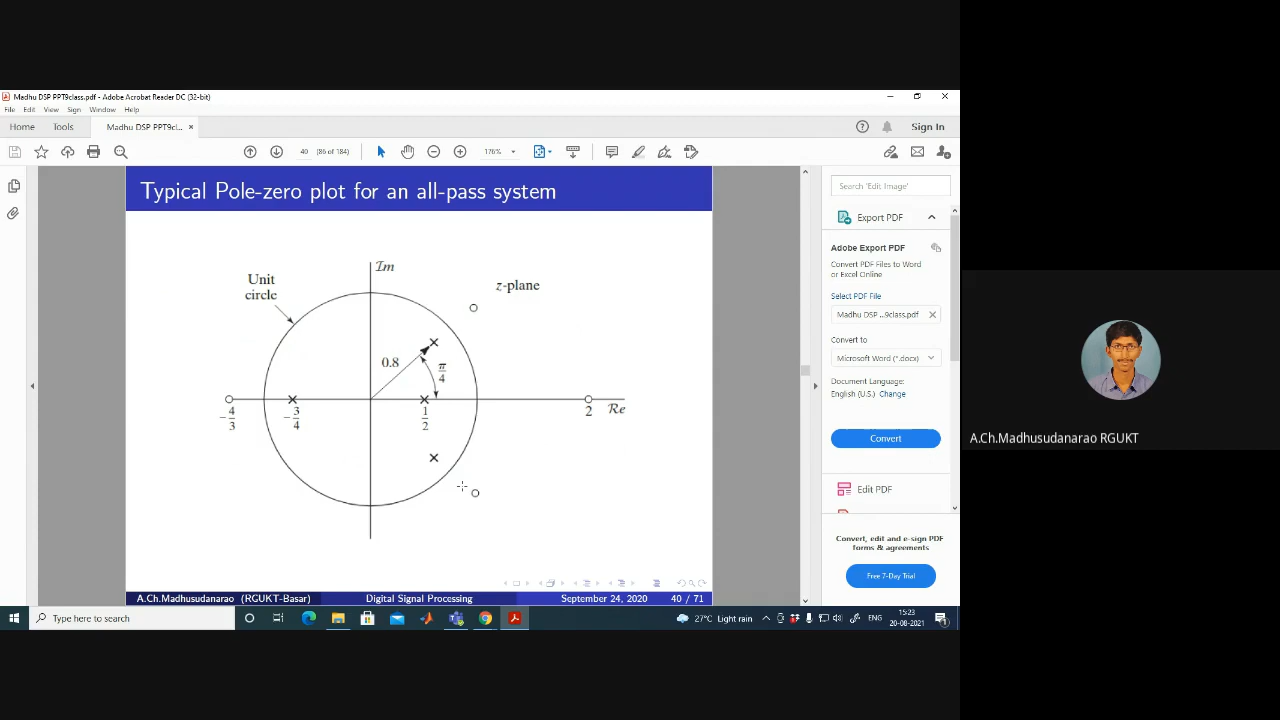 Madhu DSP PPT9class.pdf - Adobe Acrobat Reader DC (32-bit)
File Edit View Sign Window Help
Home Tools Madhu DSP PPT9cl... × Sign In
40 (86 of 184) 176%
Typical Pole-zero plot for an all-pass system
Im
Unit
circle
z-plane
0.8
π
4
− 4
3
− 3
4
1
2
2
Re
A.Ch.Madhusudanarao (RGUKT-Basar) Digital Signal Processing September 24, 2020 40 / 71
Search 'Edit Image'
Export PDF
Adobe Export PDF
Convert PDF Files to Word
or Excel Online
Select PDF File
Madhu DSP ...9class.pdf
Convert to
Microsoft Word (*.docx)
Document Language:
English (U.S.) Change
Convert
Edit PDF
Convert, edit and e-sign PDF
forms & agreements
Free 7-Day Trial
A.Ch.Madhusudanarao RGUKT
Type here to search
27°C Light rain ENG 15:23
20-08-2021